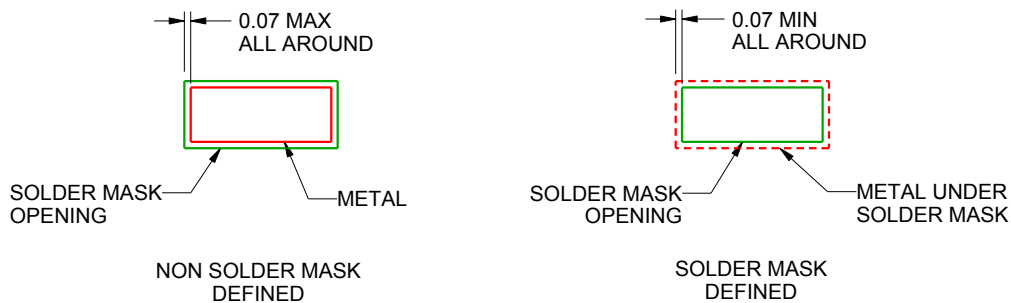 0.07 MAX
ALL AROUND
SOLDER MASK
OPENING
METAL
NON SOLDER MASK
DEFINED
0.07 MIN
ALL AROUND
SOLDER MASK
OPENING
METAL UNDER
SOLDER MASK
SOLDER MASK
DEFINED